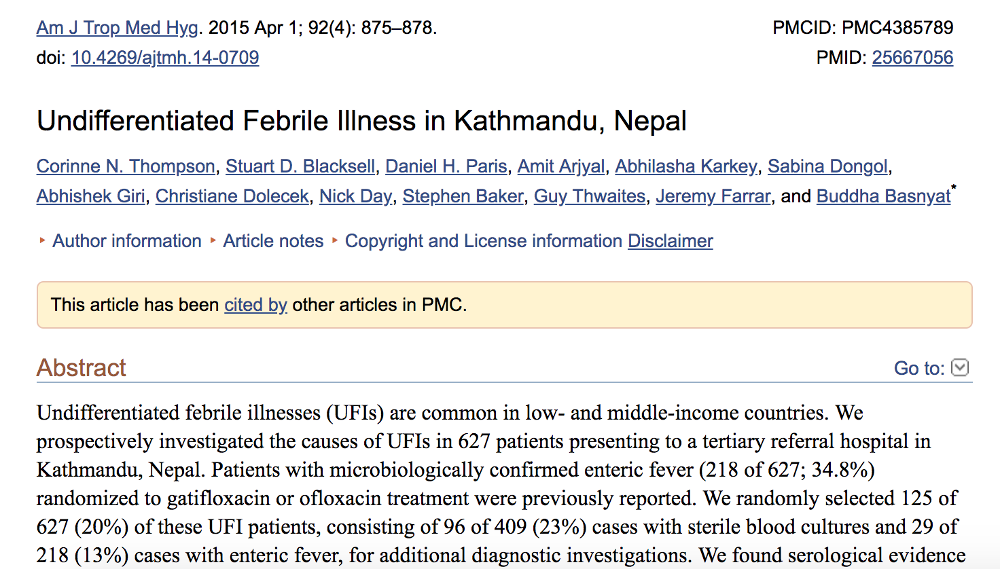 Am J Trop Med Hyg. 2015 Apr 1; 92(4): 875–878.
PMCID: PMC4385789
doi: 10.4269/ajtmh.14-0709
PMID: 25667056
Undifferentiated Febrile Illness in Kathmandu, Nepal
Corinne N. Thompson, Stuart D. Blacksell, Daniel H. Paris, Amit Arjyal, Abhilasha Karkey, Sabina Dongol,
Abhishek Giri, Christiane Dolecek, Nick Day, Stephen Baker, Guy Thwaites, Jeremy Farrar, and Buddha Basnyat*
Author information Article notes Copyright and License information Disclaimer
This article has been cited by other articles in PMC.
Abstract
Go to:
Undifferentiated febrile illnesses (UFIs) are common in low- and middle-income countries. We
prospectively investigated the causes of UFIs in 627 patients presenting to a tertiary referral hospital in
Kathmandu, Nepal. Patients with microbiologically confirmed enteric fever (218 of 627; 34.8%)
randomized to gatifloxacin or ofloxacin treatment were previously reported. We randomly selected 125 of
627 (20%) of these UFI patients, consisting of 96 of 409 (23%) cases with sterile blood cultures and 29 of
218 (13%) cases with enteric fever, for additional diagnostic investigations. We found serological evidence